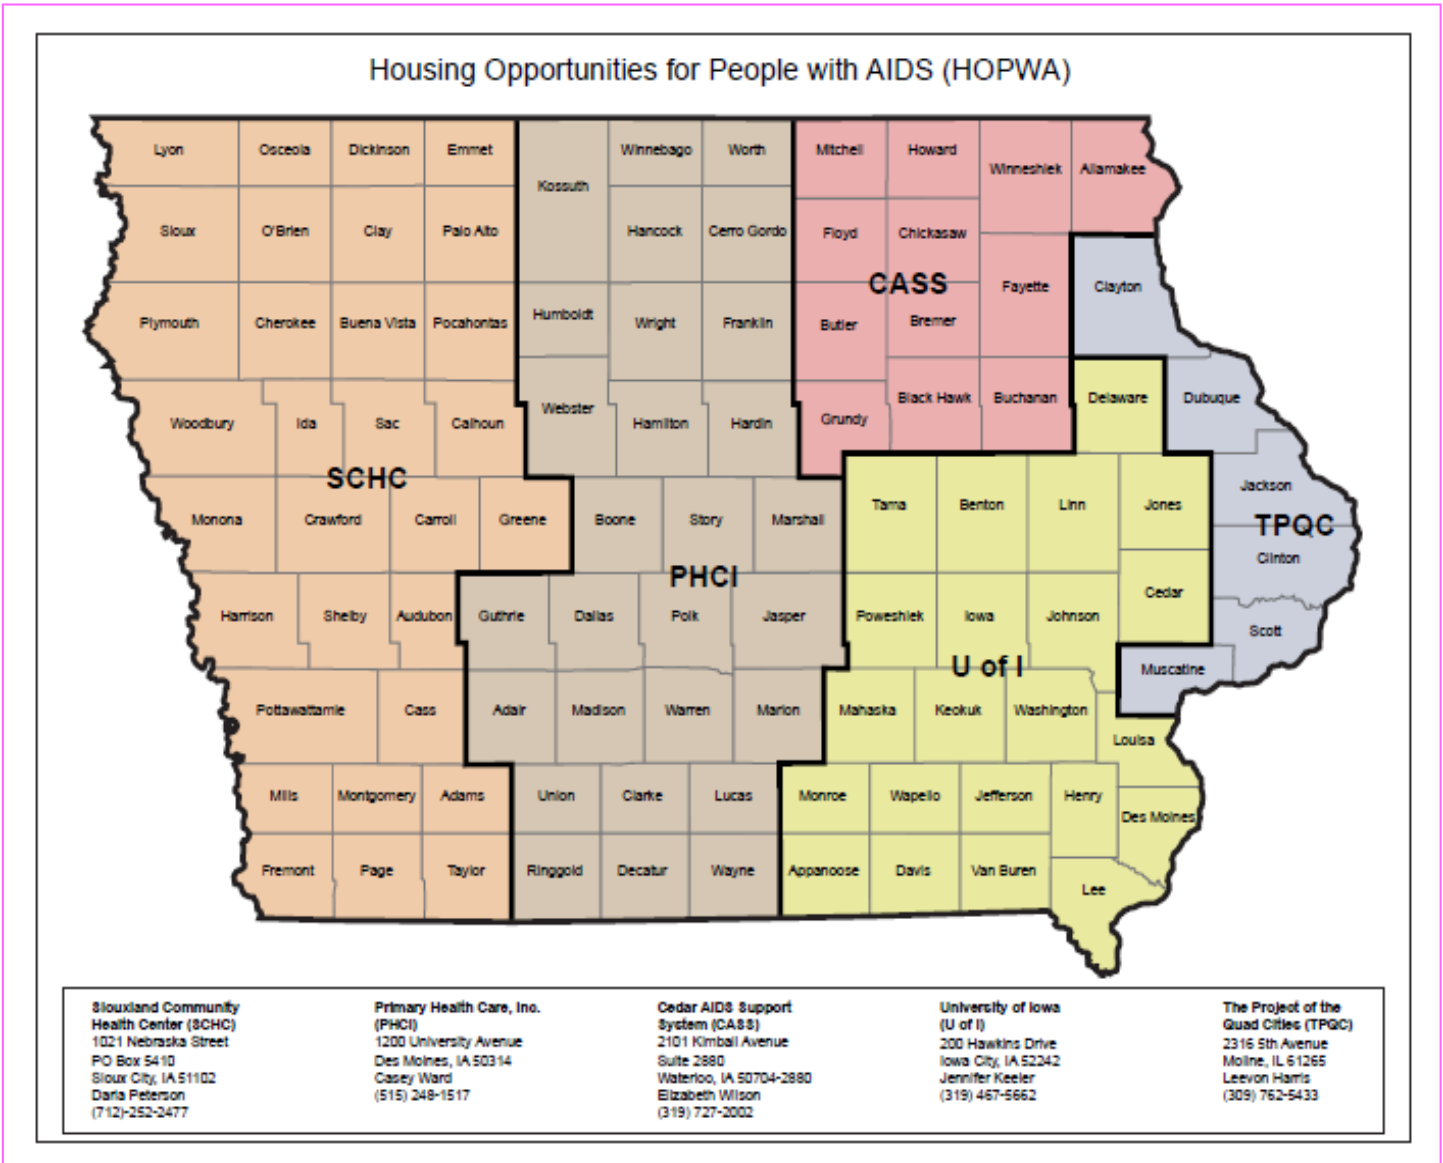 Housing Opportunities for People with AIDS (HOPWA)
Lyon
Osceola
Dickinson
Emmet
Kossuth
Winnebago
Worth
Mitchell
Howard
Winneshiek
Allamakee
Sioux
O'Brien
Clay
Palo Alto
Hancock
Cerro Gordo
Floyd
Chickasaw
CASS
Fayette
Clayton
Plymouth
Cherokee
Buena Vista
Pocahontas
Humboldt
Wright
Franklin
Butler
Bremer
Woodbury
Ida
Sac
Calhoun
Webster
Hamilton
Hardin
Grundy
Black Hawk
Buchanan
Delaware
Dubuque
SCHC
Monona
Crawford
Carroll
Greene
Boone
Story
Marshall
Tama
Benton
Linn
Jones
Jackson
TPQC
Clinton
PHCI
Harrison
Shelby
Audubon
Guthrie
Dallas
Polk
Jasper
Poweshiek
Iowa
Johnson
Cedar
Scott
U of I
Muscatine
Pottawattamie
Cass
Adair
Madison
Warren
Marion
Mahaska
Keokuk
Washington
Louisa
Mills
Montgomery
Adams
Union
Clarke
Lucas
Monroe
Wapello
Jefferson
Henry
Des Moines
Fremont
Page
Taylor
Ringgold
Decatur
Wayne
Appanoose
Davis
Van Buren
Lee
Siouxland Community
Health Center (SCHC)
1021 Nebraska Street
PO Box 5410
Sioux City, IA 51102
Darla Peterson
(712)-252-2477
Primary Health Care, Inc.
(PHCI)
1200 University Avenue
Des Moines, IA 50314
Casey Ward
(515) 248-1517
Cedar AIDS Support
System (CASS)
2101 Kimball Avenue
Suite 2880
Waterloo, IA 50704-2880
Elizabeth Wilson
(319) 727-2002
University of Iowa
(U of I)
200 Hawkins Drive
Iowa City, IA 52242
Jennifer Keeler
(319) 467-5662
The Project of the
Quad Cities (TPQC)
2316 5th Avenue
Moline, IL 61265
Leevon Harris
(309) 762-5433